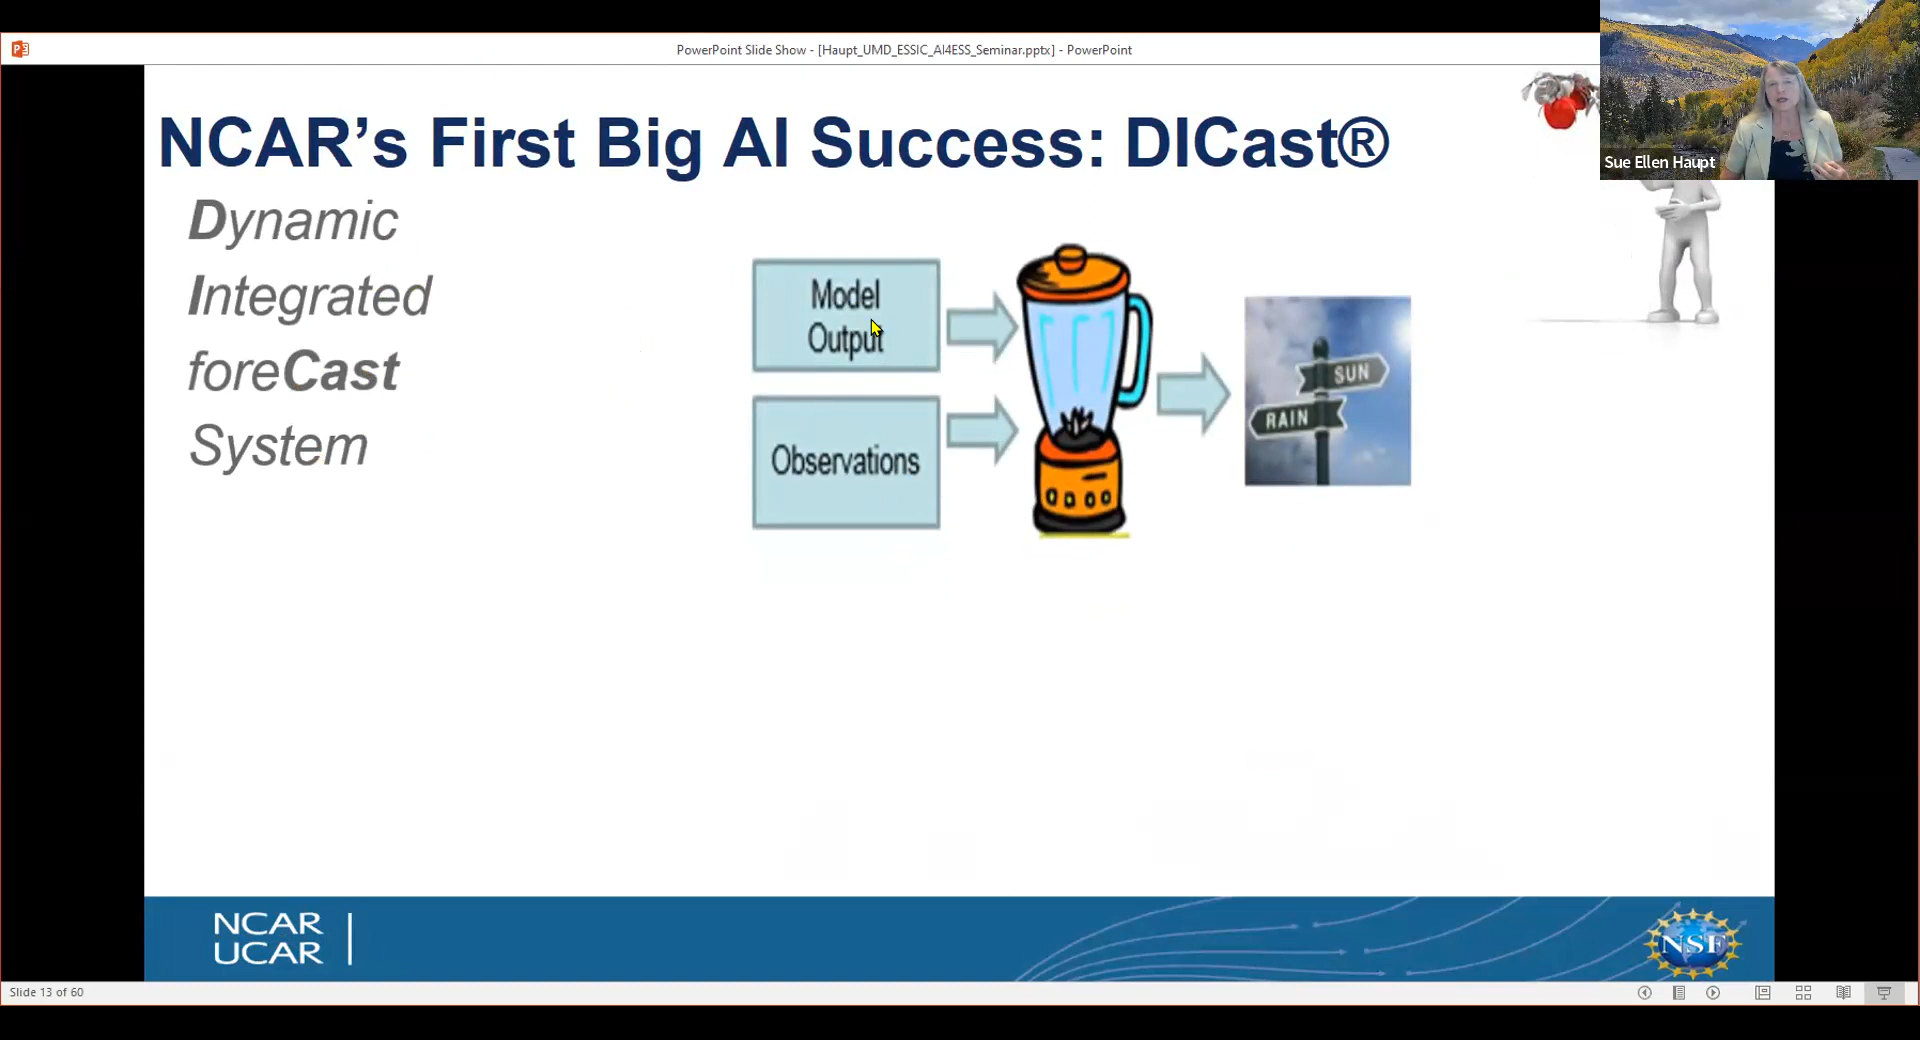 PowerPoint Slide Show - [Haupt_UMD_ESSIC_AI4ESS_Seminar.pptx] - PowerPoint
NCAR's First Big AI Success: DICast®
Sue Ellen Haupt
Dynamic
Integrated
foreCast
System
Model
Output
Observations
SUN
RAIN
NCAR
UCAR
NSF
Slide 13 of 60